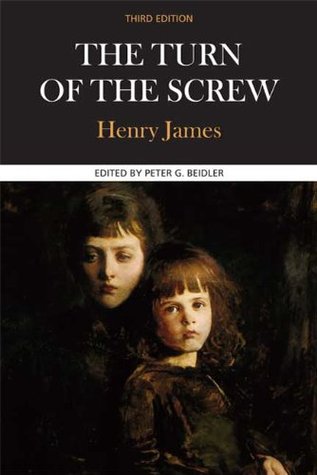 THIRD EDITION
THE TURN
OF THE SCREW
Henry James
EDITED BY PETER G. BEIDLER